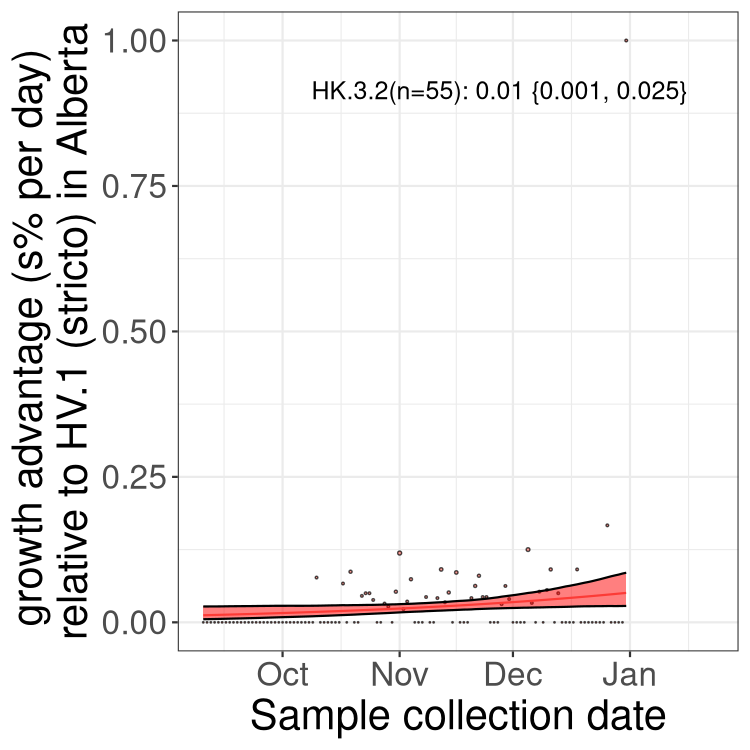 growth advantage (s% per day)
relative to HV.1 (stricto) in Alberta
1.00
0.75
0.50
0.25
0.00
HK.3.2(n=55): 0.01 {0.001, 0.025}
Oct Nov Dec Jan
Sample collection date